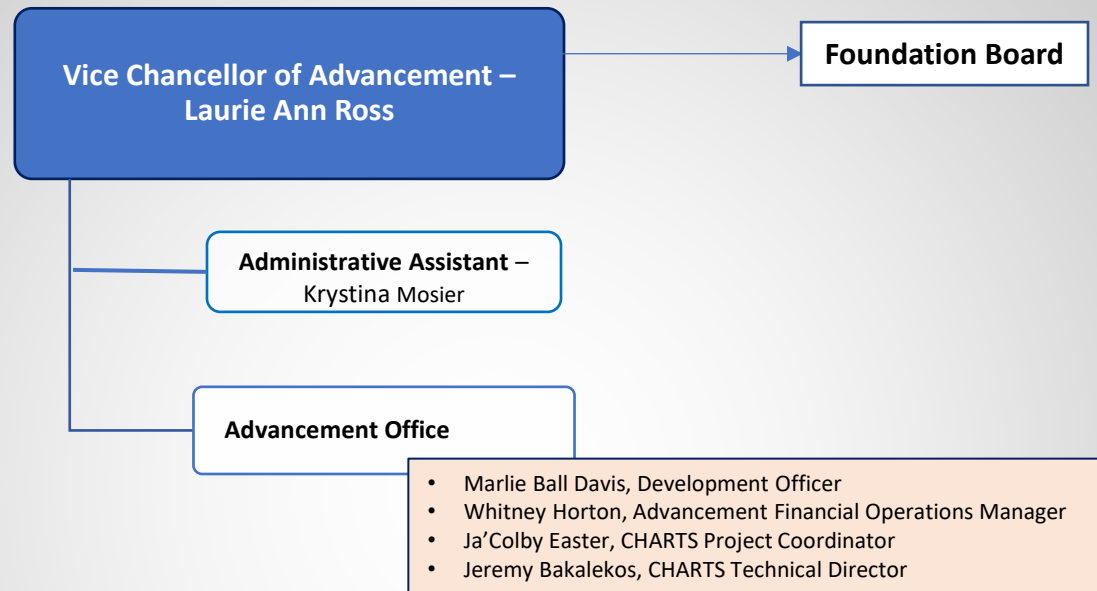 Vice Chancellor of Advancement –
Laurie Ann Ross
Foundation Board
Administrative Assistant –
Krystina Mosier
Advancement Office
• Marlie Ball Davis, Development Officer
• Whitney Horton, Advancement Financial Operations Manager
• Ja’Colby Easter, CHARTS Project Coordinator
• Jeremy Bakalekos, CHARTS Technical Director